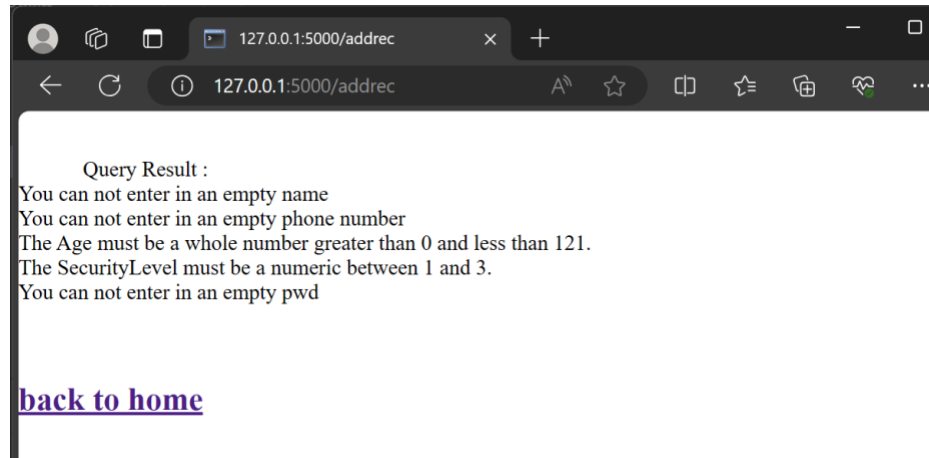 127.0.0.1:5000/addrec
127.0.0.1:5000/addrec
Query Result :
You can not enter in an empty name
You can not enter in an empty phone number
The Age must be a whole number greater than 0 and less than 121.
The SecurityLevel must be a numeric between 1 and 3.
You can not enter in an empty pwd
back to home